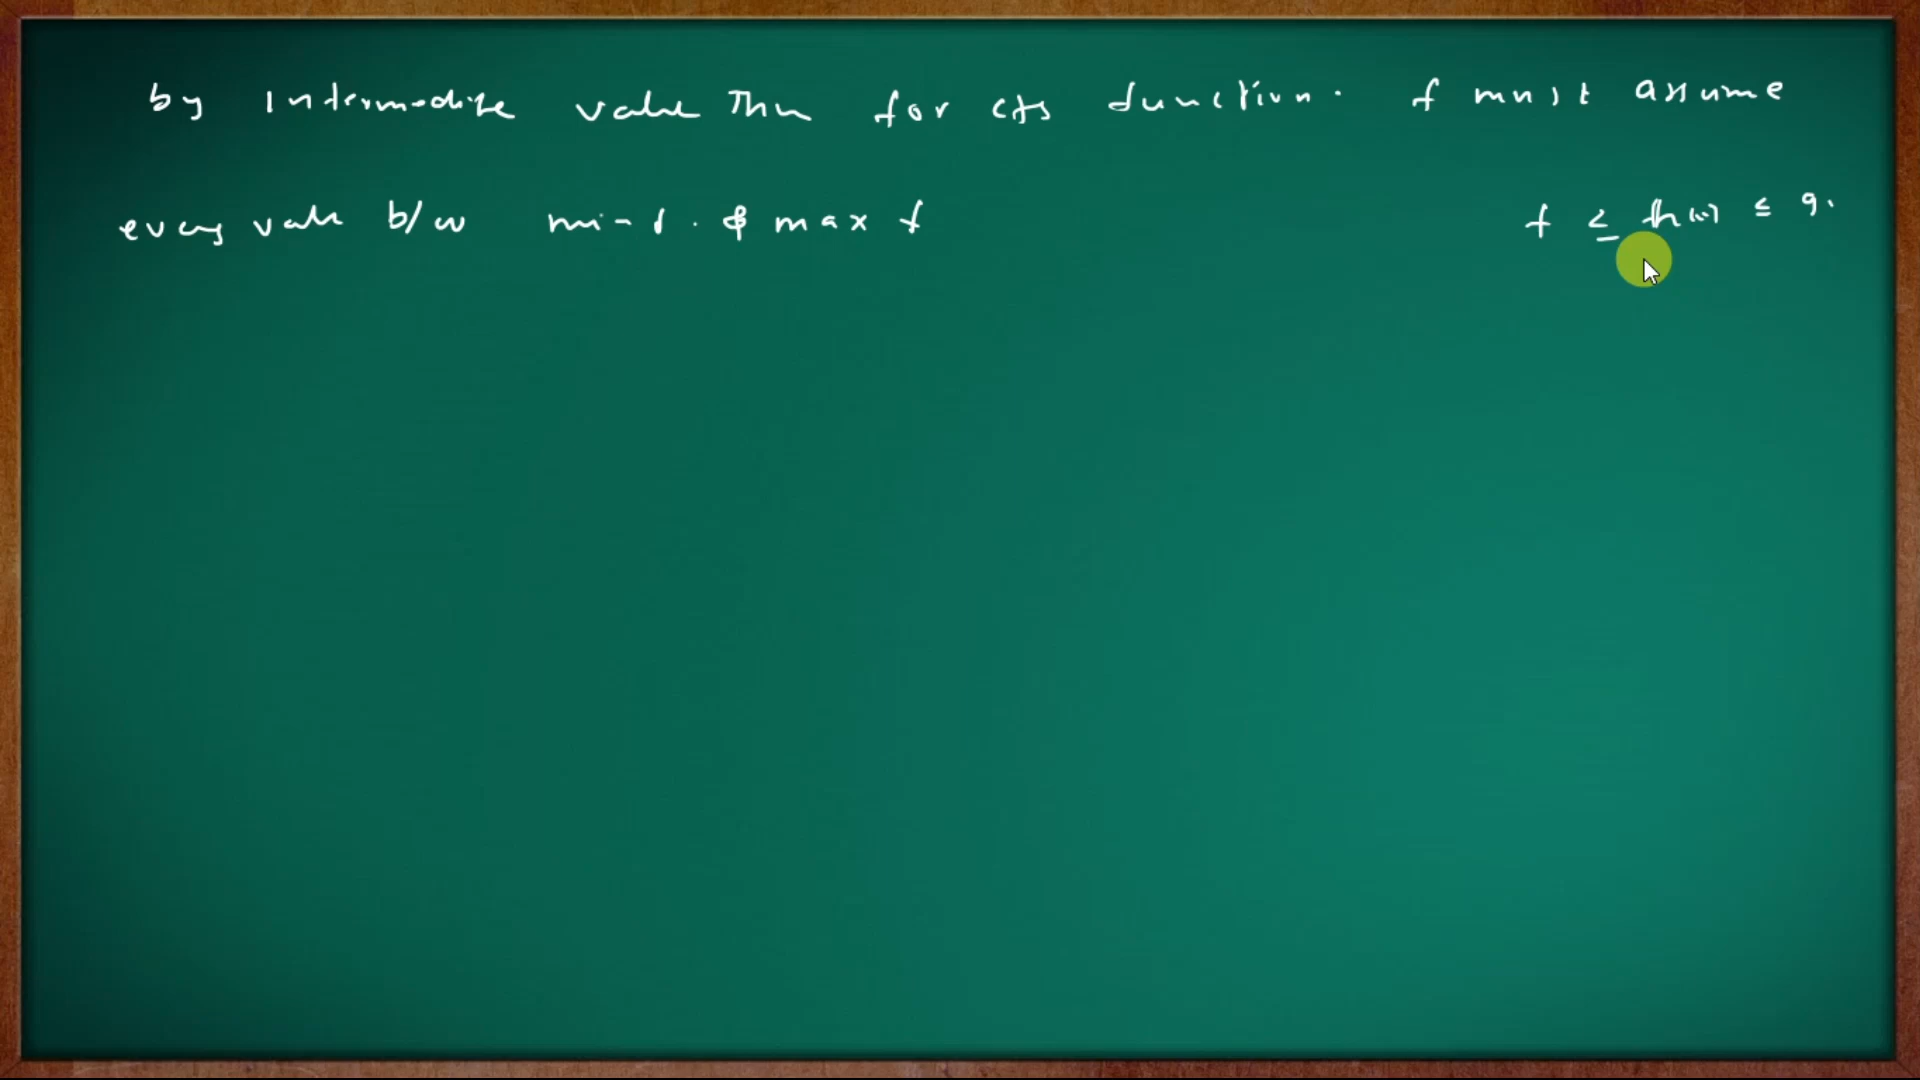 by Intermediate value Thm for cts function. f must assume
every value b/w min f. & max f
f ≤ h(x) ≤ g.